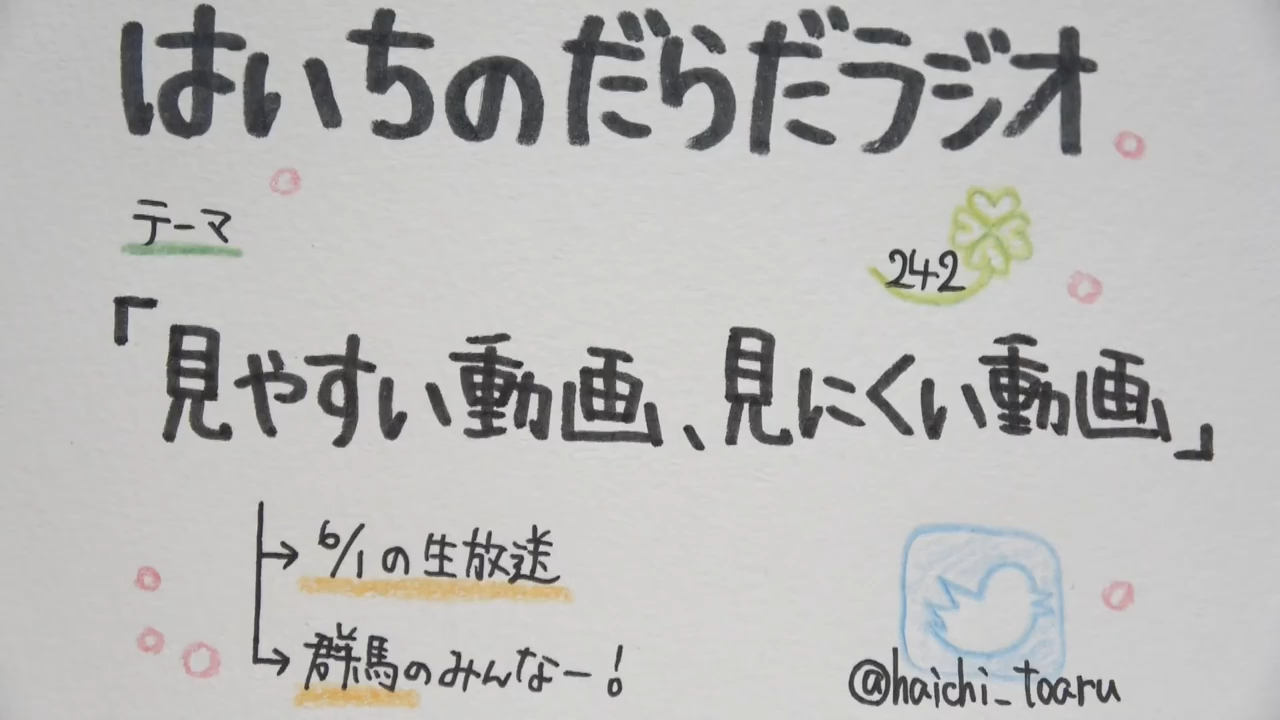 はいちのだらだラジオ
テーマ
242
「見やすい動画、見にくい動画」
6/1の生放送
群馬のみんなー!
@haichi_toaru